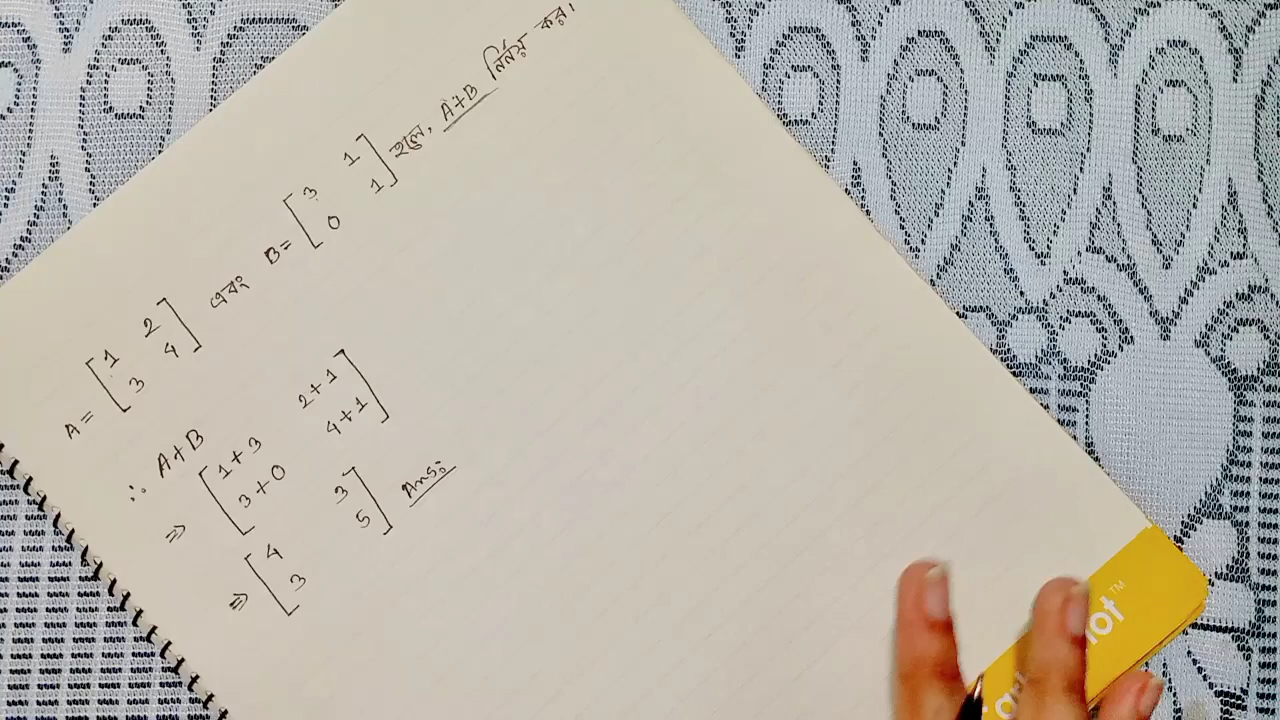 A = [1 2 3 4] এবং B = [3 1 0 1] হলে, A+B নির্নয় কর।
∴ A+B
⇒ [1+3 2+1 3+0 4+1]
⇒ [4 3 3 5] Ans: